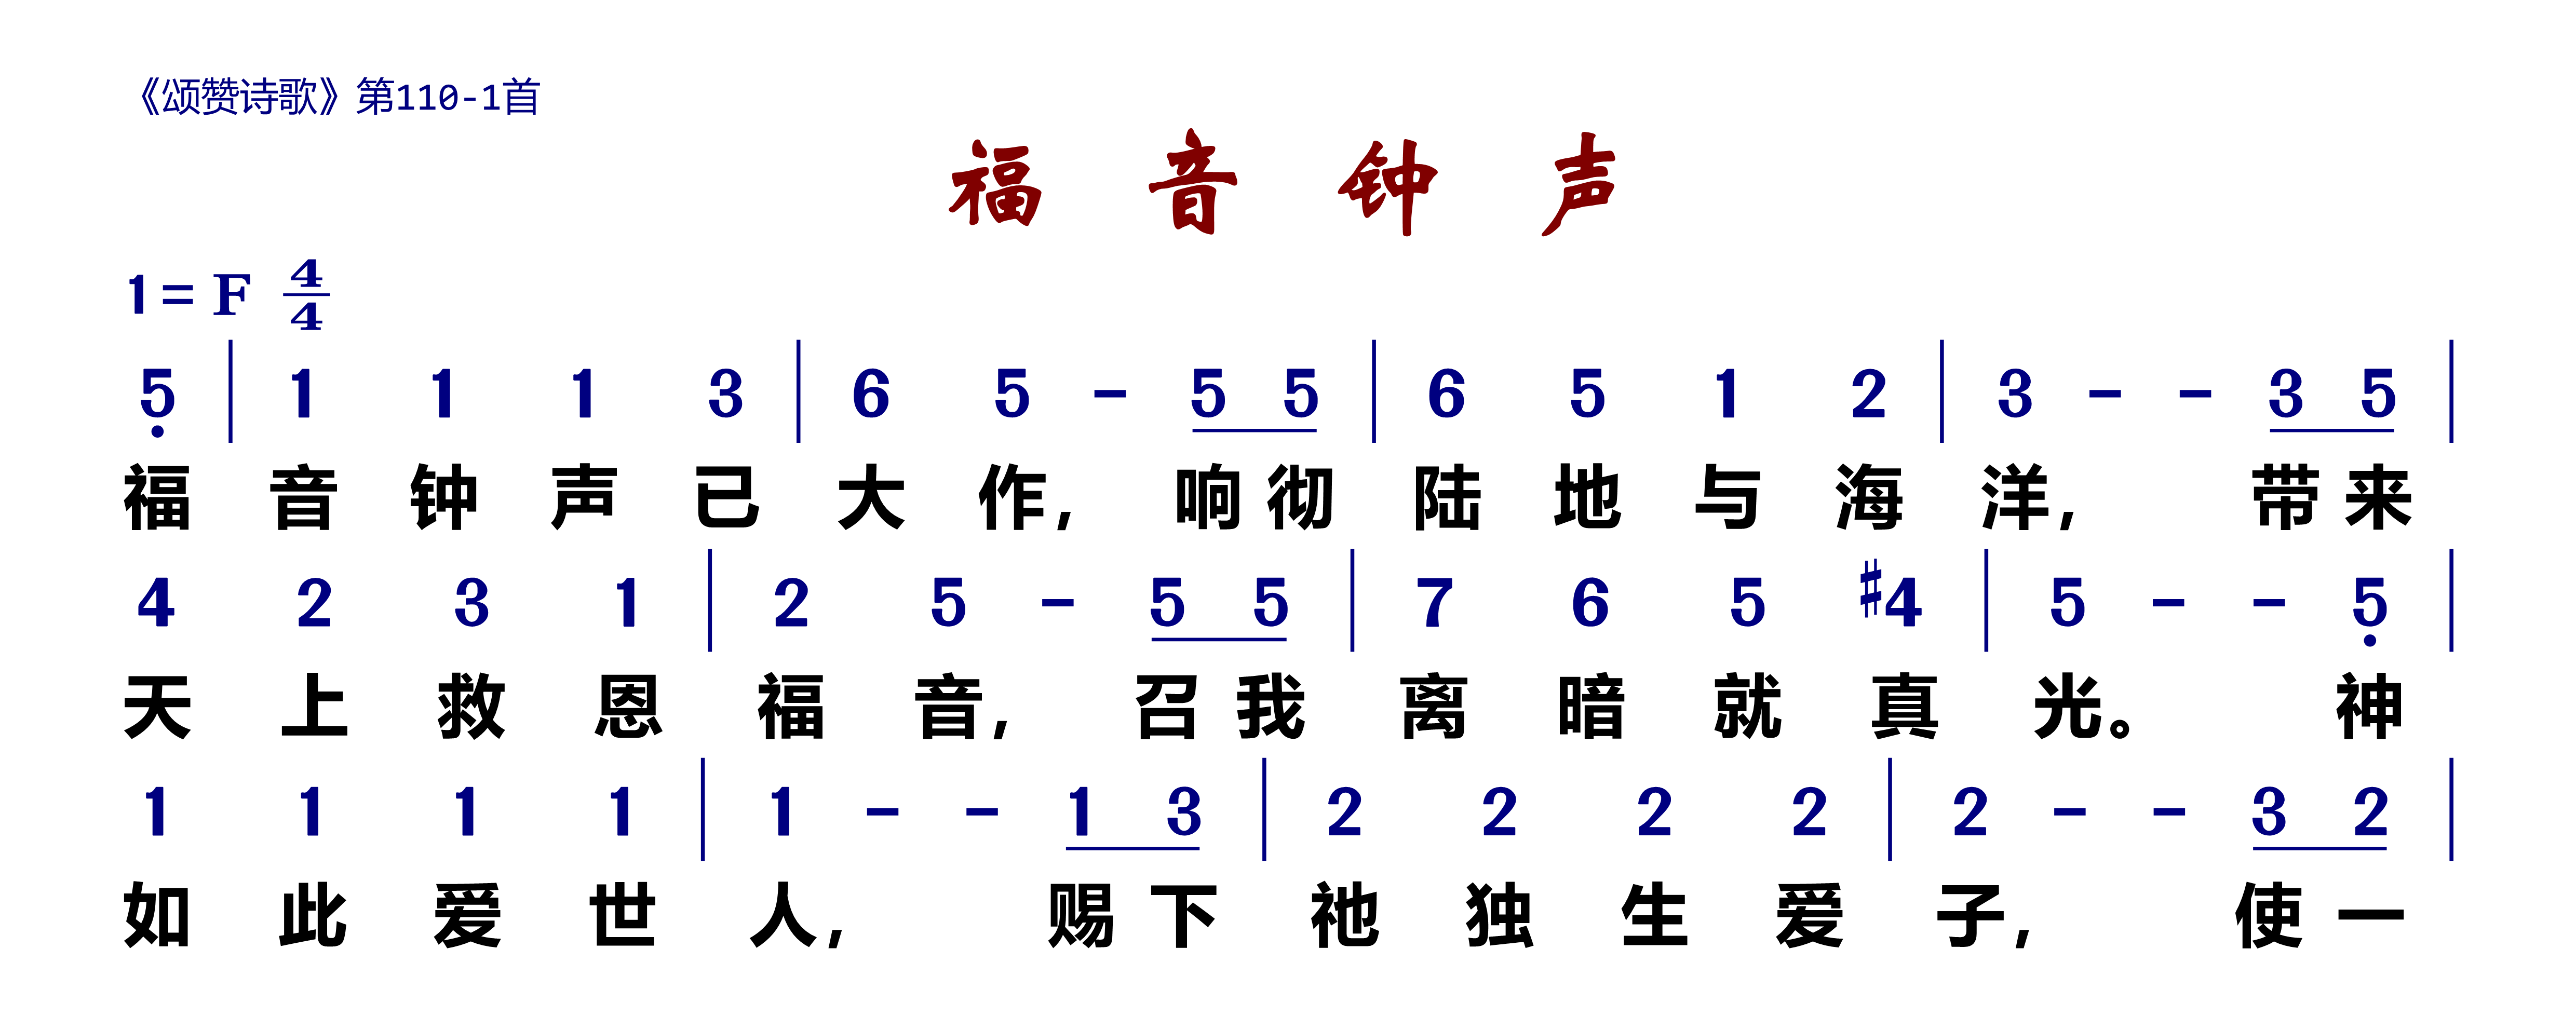 《颂赞诗歌》第110-1首
福 音 钟 声
1= F 4/4
5̣ | 1 1 1 3 | 6 5 - 5 5 | 6 5 1 2 | 3 - - 3 5 |
福 音 钟 声 已 大 作, 响 彻 陆 地 与 海 洋, 带 来
4 2 3 1 | 2 5 - 5 5 | 7 6 5 ♯4 | 5 - - 5̣ |
天 上 救 恩 福 音, 召 我 离 暗 就 真 光。 神
1 1 1 1 | 1 - - 1 3 | 2 2 2 2 | 2 - - 3 2 |
如 此 爱 世 人, 赐 下 祂 独 生 爱 子, 使 一